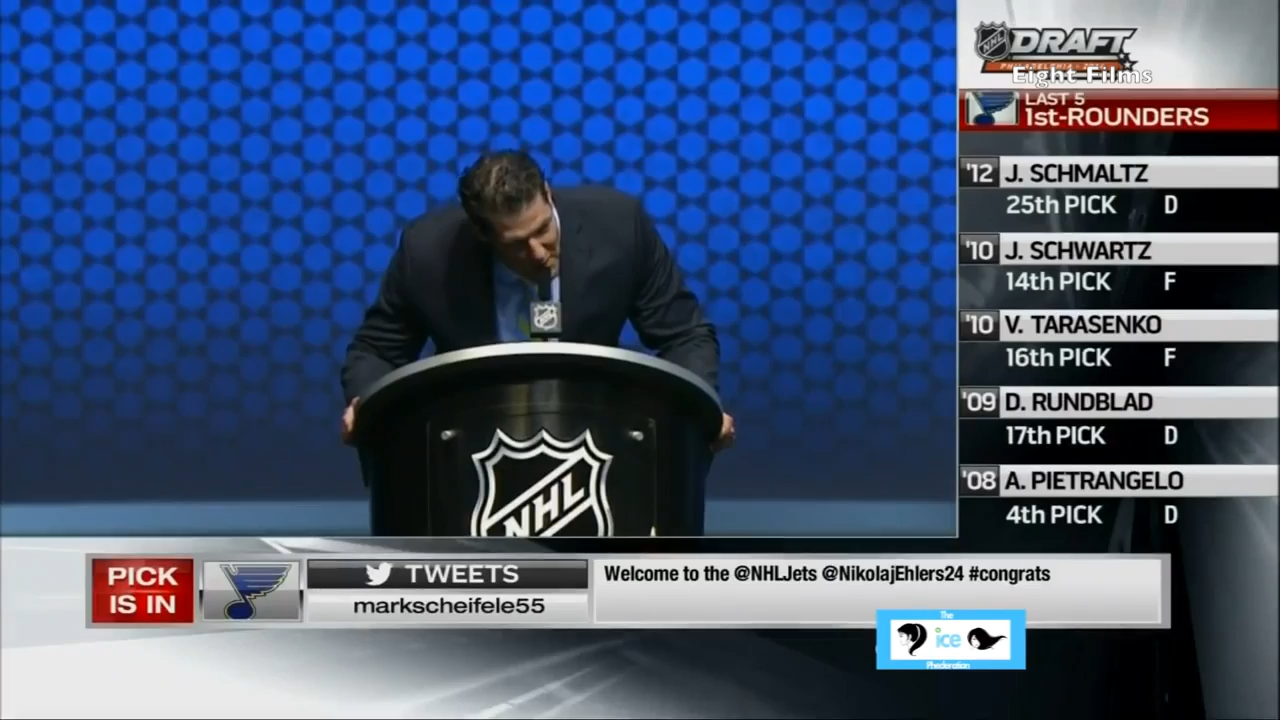 NHL
DRAFT
PHILADELPHIA
Eight Films
LAST 5
1st-ROUNDERS
'12 J. SCHMALTZ
25th PICK D
'10 J. SCHWARTZ
14th PICK F
'10 V. TARASENKO
16th PICK F
'09 D. RUNDBLAD
17th PICK D
'08 A. PIETRANGELO
4th PICK D
NHL
PICK
IS IN
TWEETS
markscheifele55
Welcome to the @NHLJets @NikolajEhlers24 #congrats
The
ice
Phederation